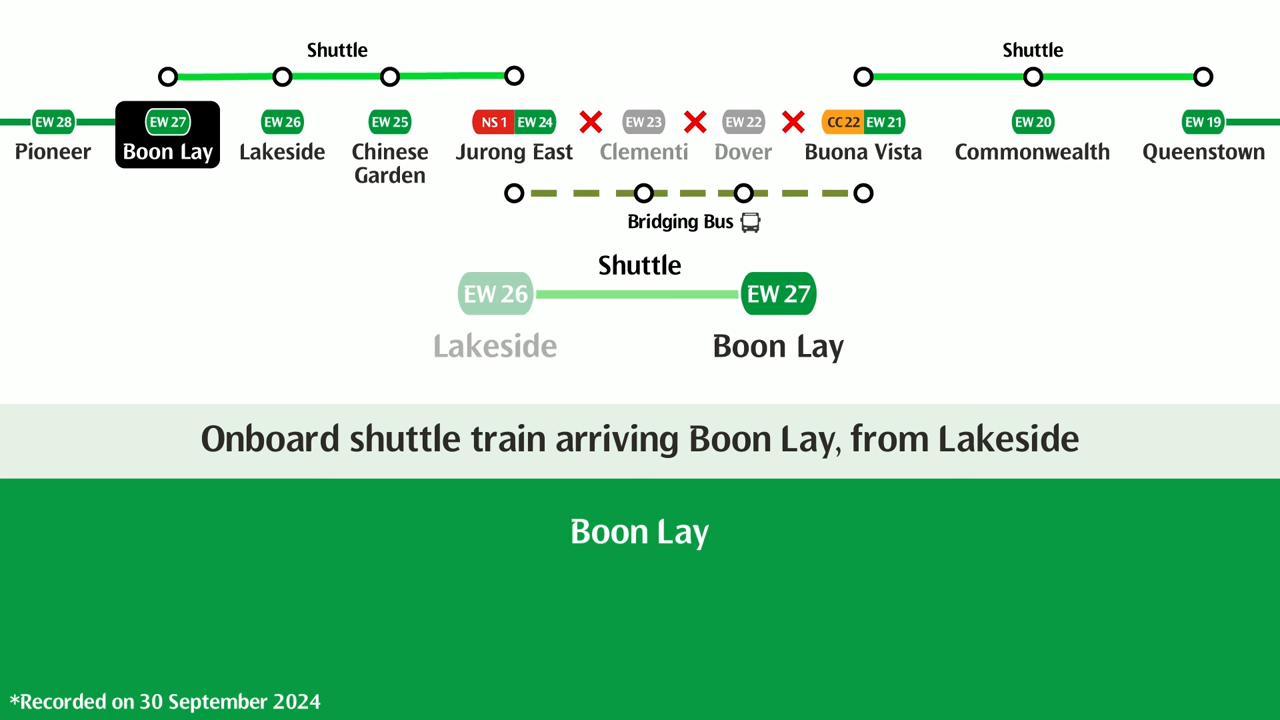 Shuttle Shuttle
EW 28 EW 27 EW 26 EW 25 NS 1 EW 24 EW 23 EW 22 CC 22 EW 21 EW 20 EW 19
Pioneer Boon Lay Lakeside Chinese Jurong East Clementi Dover Buona Vista Commonwealth Queenstown
Garden
Bridging Bus
Shuttle
EW 26 EW 27
Lakeside Boon Lay
Onboard shuttle train arriving Boon Lay, from Lakeside
Boon Lay
*Recorded on 30 September 2024